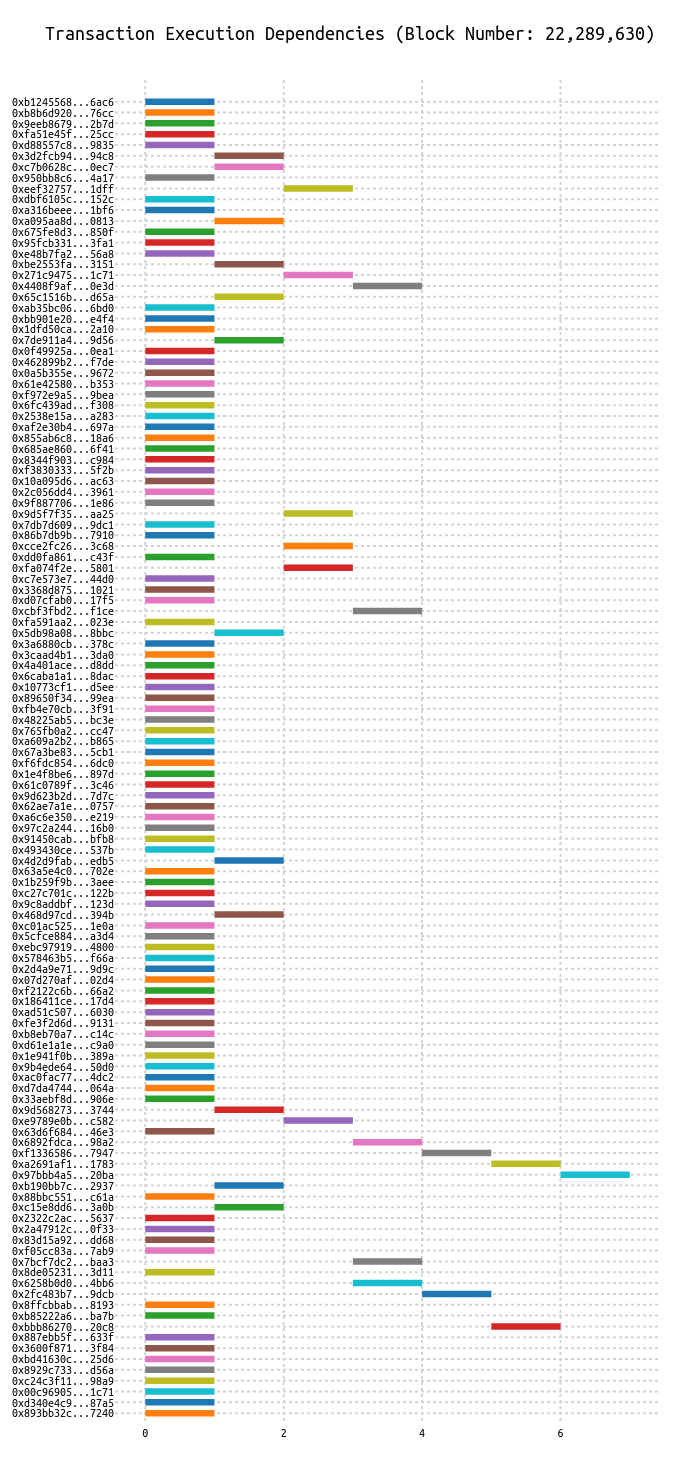 Transaction Execution Dependencies (Block Number: 22,289,630)
0xb1245568...6ac6
0xb8b6d920...76cc
0x9eeb8679...2b7d
0xfa51e45f...25cc
0xd88557c8...9835
0x3d2fcb94...94c8
0xc7b0628c...0ec7
0x950bb8c6...4a17
0xeef32757...1dff
0xdbf6105c...152c
0xa316beee...1bf6
0xa095aa8d...0813
0x675fe8d3...850f
0x95fcb331...3fa1
0xe48b7fa2...56a8
0xbe2553fa...3151
0x271c9475...1c71
0x4408f9af...0e3d
0x65c1516b...d65a
0xab35bc06...6bd0
0xbb901e20...e4f4
0x1dfd50ca...2a10
0x7de911a4...9d56
0x0f49925a...0ea1
0x462899b2...f7de
0x0a5b355e...9672
0x61e42580...b353
0xf972e9a5...9bea
0x6fc439ad...f308
0x2538e15a...a283
0xaf2e30b4...697a
0x855ab6c8...18a6
0x685ae860...6f41
0x8344f903...c984
0xf3830333...5f2b
0x10a095d6...ac63
0x2c056dd4...3961
0x9f887706...1e86
0x9d5f7f35...aa25
0x7db7d609...9dc1
0x86b7db9b...7910
0xcce2fc26...3c68
0xdd0fa861...c43f
0xfa074f2e...5801
0xc7e573e7...44d0
0x3368d875...1021
0xd07cfab0...17f5
0xcbf3fbd2...f1ce
0xfa591aa2...023e
0x5db98a08...8bbc
0x3a6880cb...378c
0x3caad4b1...3da0
0x4a401ace...d8dd
0x6caba1a1...8dac
0x10773cf1...d5ee
0x89650f34...99ea
0xfb4e70cb...3f91
0x48225ab5...bc3e
0x765fb0a2...cc47
0xa609a2b2...b865
0x67a3be83...5cb1
0xf6fdc854...6dc0
0x1e4f8be6...897d
0x61c0789f...3c46
0x9d623b2d...7d7c
0x62ae7a1e...0757
0xa6c6e350...e219
0x97c2a244...16b0
0x91450cab...bfb8
0x493430ce...537b
0x4d2d9fab...edb5
0x63a5e4c0...702e
0x1b259f9b...3aee
0xc27c701c...122b
0x9c8addbf...123d
0x468d97cd...394b
0xc01ac525...1e0a
0x5cfce884...a3d4
0xebc97919...4800
0x578463b5...f66a
0x2d4a9e71...9d9c
0x07d270af...02d4
0xf2122c6b...66a2
0x186411ce...17d4
0xad51c507...6030
0xfe3f2d6d...9131
0xb8eb70a7...c14c
0xd61e1a1e...c9a0
0x1e941f0b...389a
0x9b4ede64...50d0
0xac0fac77...4dc2
0xd7da4744...064a
0x33aebf8d...906e
0x9d568273...3744
0xe9789e0b...c582
0x63d6f684...46e3
0x6892fdca...98a2
0xf1336586...7947
0xa2691af1...1783
0x97bbb4a5...20ba
0xb190bb7c...2937
0x88bbc551...c61a
0xc15e8dd6...3a0b
0x2322c2ac...5637
0x2a47912c...0f33
0x83d15a92...dd68
0xf05cc83a...7ab9
0x7bcf7dc2...baa3
0x8de05231...3d11
0x6258b0d0...4bb6
0x2fc483b7...9dcb
0x8ffcbbab...8193
0xb85222a6...ba7b
0xbbb86270...20c8
0x887ebb5f...633f
0x3600f871...3f84
0xbd41630c...25d6
0x8929c733...d56a
0xc24c3f11...98a9
0x00c96905...1c71
0xd340e4c9...87a5
0x893bb32c...7240
0 2 4 6